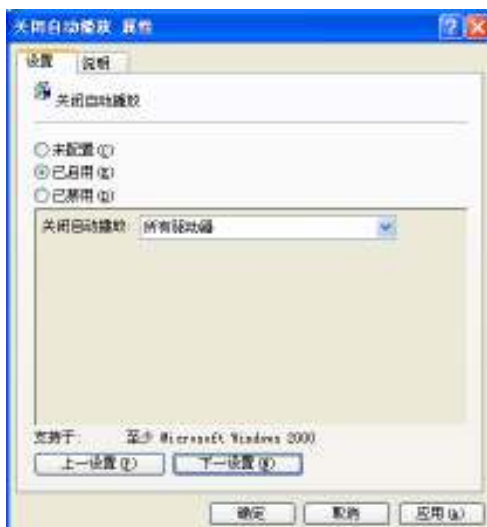 关闭自动播放 属性
设置 说明
关闭自动播放
未配置(C)
已启用(E)
已禁用(D)
关闭自动播放: 所有驱动器
支持于: 至少 Microsoft Windows 2000
上一设置(P) 下一设置(N)
确定 取消 应用(A)